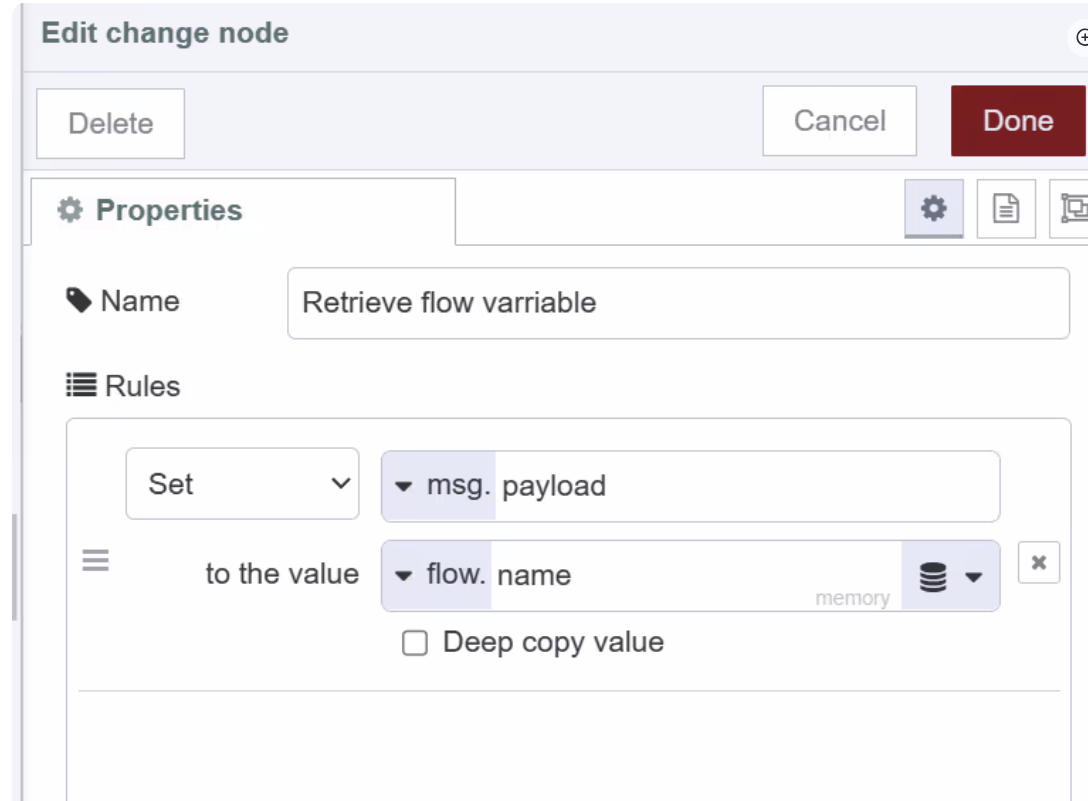 Edit change node
Delete
Cancel
Done
Properties
Name
Retrieve flow varriable
Rules
Set
msg. payload
to the value
flow. name
memory
Deep copy value